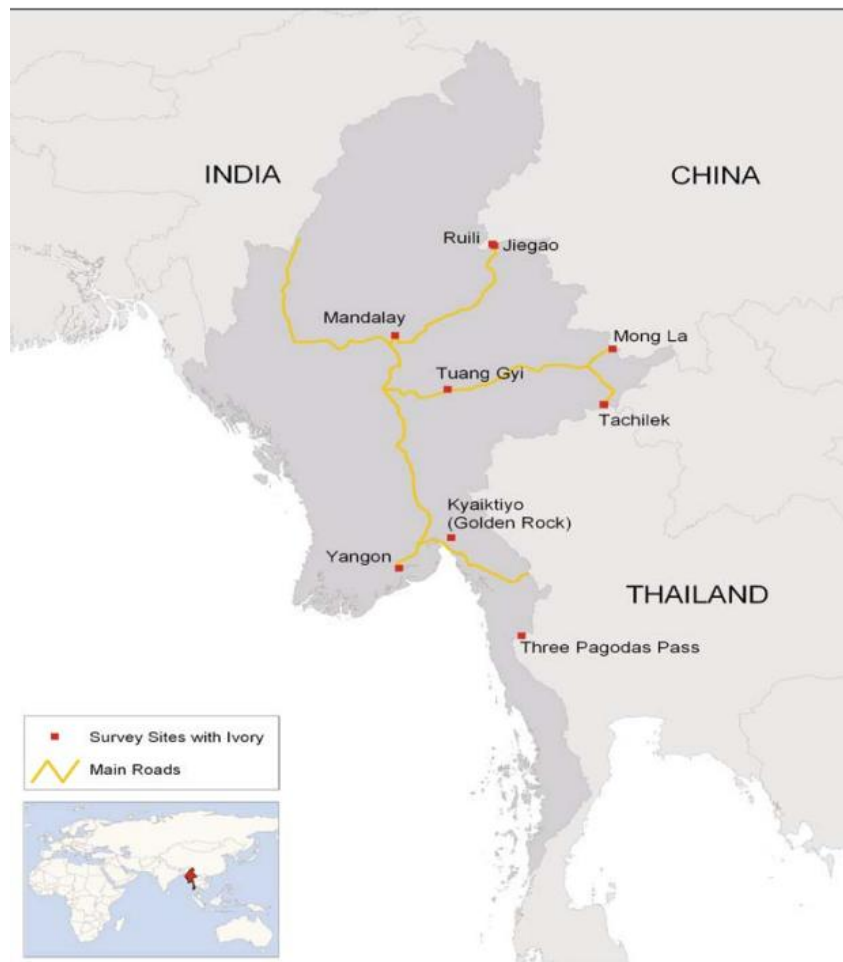 INDIA
CHINA
Ruili
Jiegao
Mandalay
Mong La
Tuang Gyi
Tachilek
Kyaiktiyo
(Golden Rock)
Yangon
THAILAND
Three Pagodas Pass
Survey Sites with Ivory
Main Roads